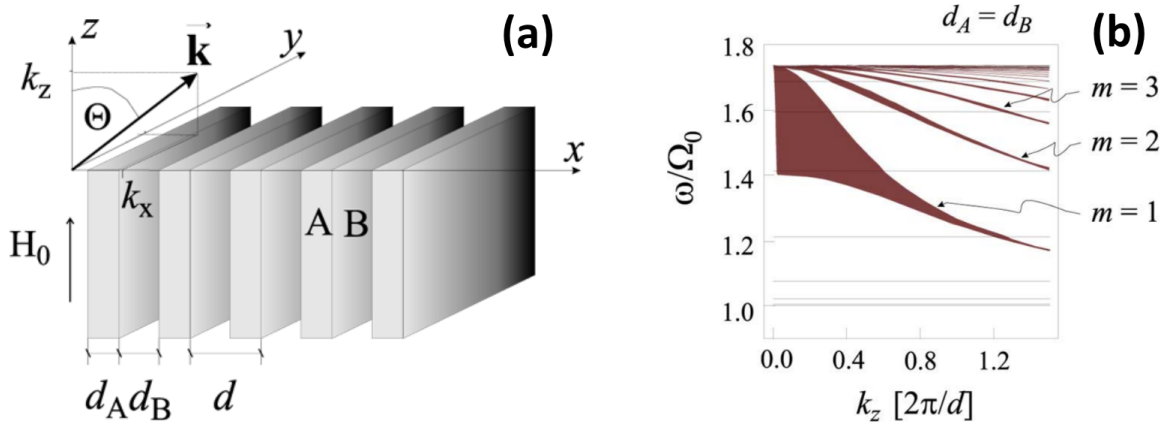 (a)
z
k
y
k_z
Θ
x
k_x
A B
H_0
d_A d_B d
(b)
d_A = d_B
1.8
1.6
1.4
1.2
1.0
ω/Ω_0
m = 3
m = 2
m = 1
0.0 0.4 0.8 1.2
k_z [2π/d]